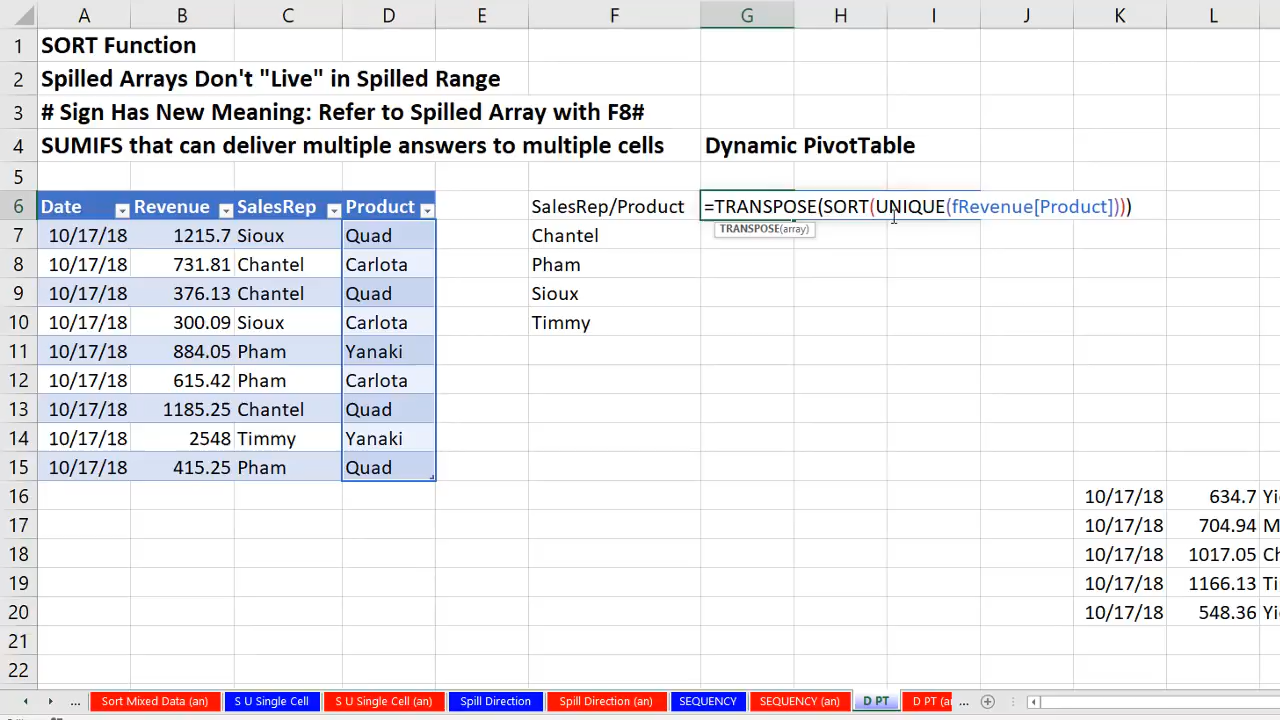 A B C D E F G H I J K L
1 SORT Function
2 Spilled Arrays Don't "Live" in Spilled Range
3 # Sign Has New Meaning: Refer to Spilled Array with F8#
4 SUMIFS that can deliver multiple answers to multiple cells Dynamic PivotTable
5
6 Date Revenue SalesRep Product SalesRep/Product =TRANSPOSE(SORT(UNIQUE(fRevenue[Product])))
7 10/17/18 1215.7 Sioux Quad Chantel TRANSPOSE(array)
8 10/17/18 731.81 Chantel Carlota Pham
9 10/17/18 376.13 Chantel Quad Sioux
10 10/17/18 300.09 Sioux Carlota Timmy
11 10/17/18 884.05 Pham Yanaki
12 10/17/18 615.42 Pham Carlota
13 10/17/18 1185.25 Chantel Quad
14 10/17/18 2548 Timmy Yanaki
15 10/17/18 415.25 Pham Quad
16 10/17/18 634.7 Yi
17 10/17/18 704.94 M
18 10/17/18 1017.05 Ch
19 10/17/18 1166.13 Ti
20 10/17/18 548.36 Yi
21
22
... Sort Mixed Data (an) S U Single Cell S U Single Cell (an) Spill Direction Spill Direction (an) SEQUENCY SEQUENCY (an) D PT D PT (a ...